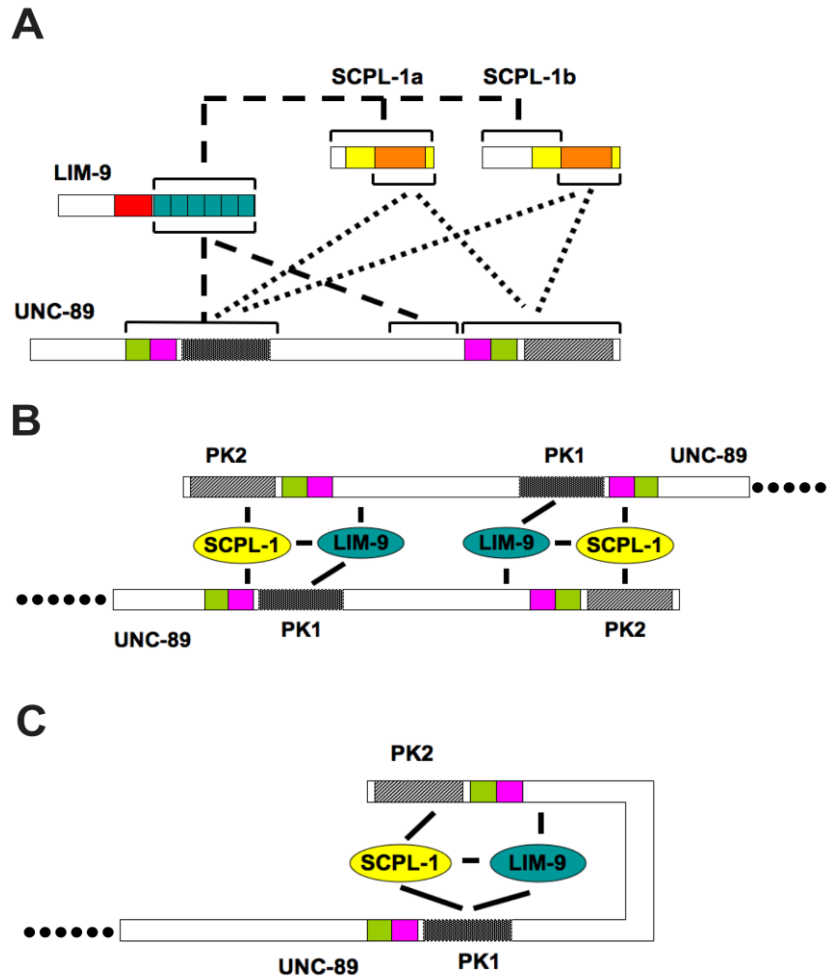 A
SCPL-1a SCPL-1b
LIM-9
UNC-89
B
PK2 PK1 UNC-89
SCPL-1 LIM-9 LIM-9 SCPL-1
UNC-89 PK1 PK2
C
PK2
SCPL-1 LIM-9
UNC-89 PK1